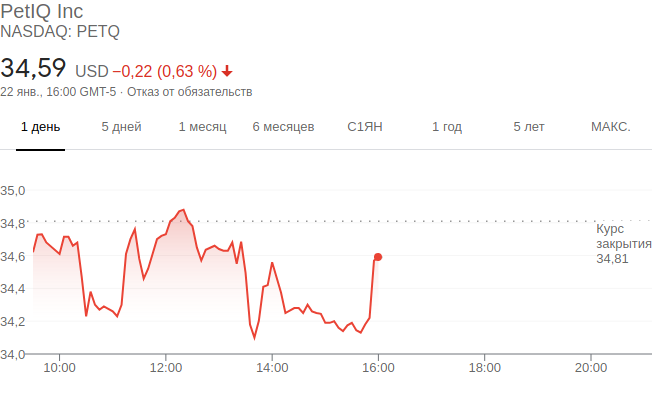 PetIQ Inc
NASDAQ: PETQ
34,59 USD −0,22 (0,63 %)
22 янв., 16:00 GMT-5 · Отказ от обязательств
1 день 5 дней 1 месяц 6 месяцев С1ЯН 1 год 5 лет МАКС.
35,0
34,8
Курс
закрытия
34,81
34,6
34,4
34,2
34,0
10:00 12:00 14:00 16:00 18:00 20:00